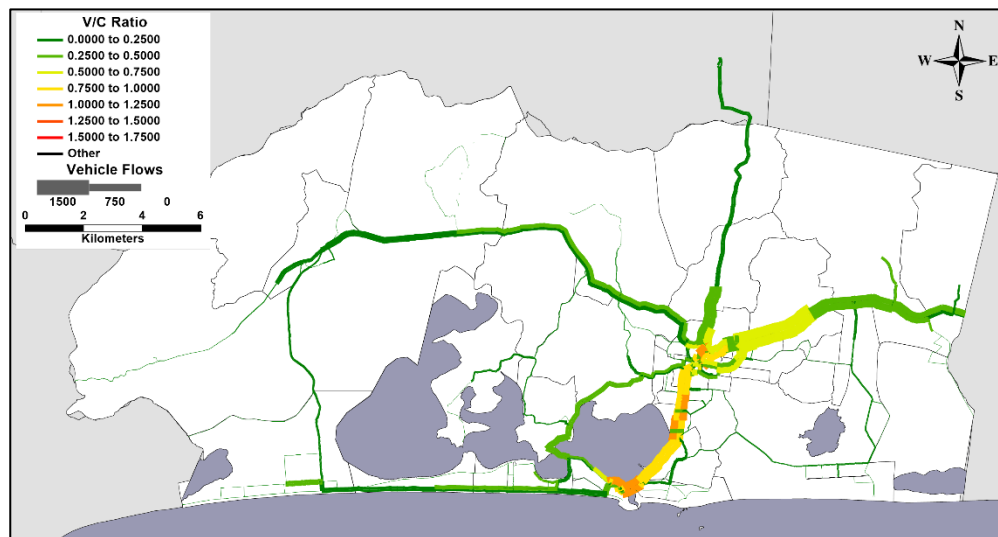 V/C Ratio
0.0000 to 0.2500
0.2500 to 0.5000
0.5000 to 0.7500
0.7500 to 1.0000
1.0000 to 1.2500
1.2500 to 1.5000
1.5000 to 1.7500
Other
Vehicle Flows
1500 750 0
0 2 4 6
Kilometers
N
W E
S